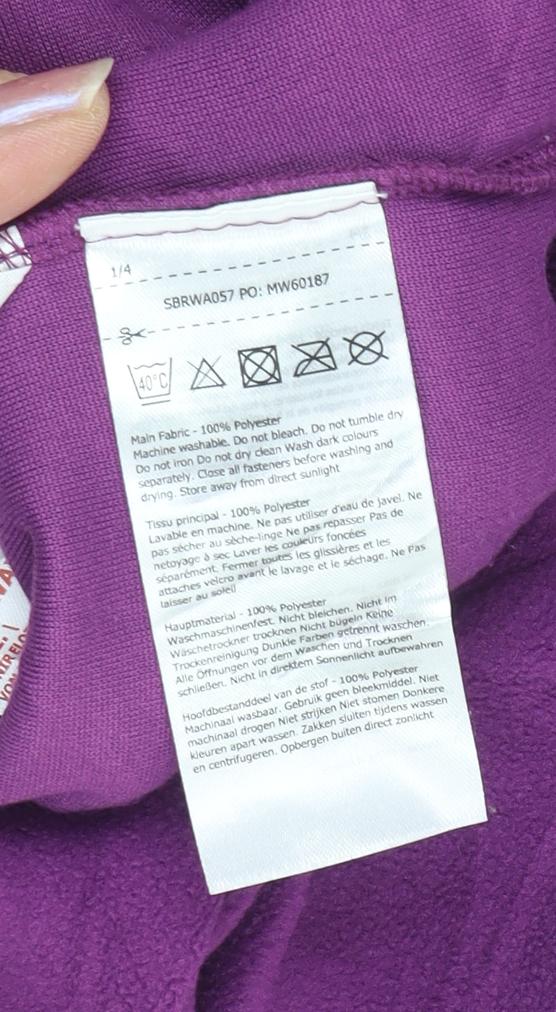 1/4
SBRWA057 PO: MW60187
40°C
Main Fabric - 100% Polyester
Machine washable. Do not bleach. Do not tumble dry
Do not iron Do not dry clean Wash dark colours
separately. Close all fasteners before washing and
drying. Store away from direct sunlight
Tissu principal - 100% Polyester
Lavable en machine. Ne pas utiliser d'eau de javel. Ne
pas sécher au sèche-linge Ne pas repasser Pas de
netoyage à sec Laver les couleurs foncées
séparément. Fermer toutes les glissières et les
attaches velcro avant le lavage et le séchage. Ne Pas
laisser au soleil
Hauptmaterial - 100% Polyester
Waschmaschinenfest. Nicht bleichen. Nicht im
Wäschetrockner trocknen Nicht bügeln Keine
Trockenreinigung Dunkle Farben getrennt waschen.
Alle Öffnungen vor dem Waschen und Trocknen
schließen. Nicht in direktem Sonnenlicht aufbewahren
Hoofdbestanddeel van de stof - 100% Polyester
Machinaal wasbaar. Gebruik geen bleekmiddel. Niet
machinaal drogen Niet strijken Niet stomen Donkere
kleuren apart wassen. Zakken sluiten tijdens wassen
en centrifugeren. Opbergen buiten direct zonlicht